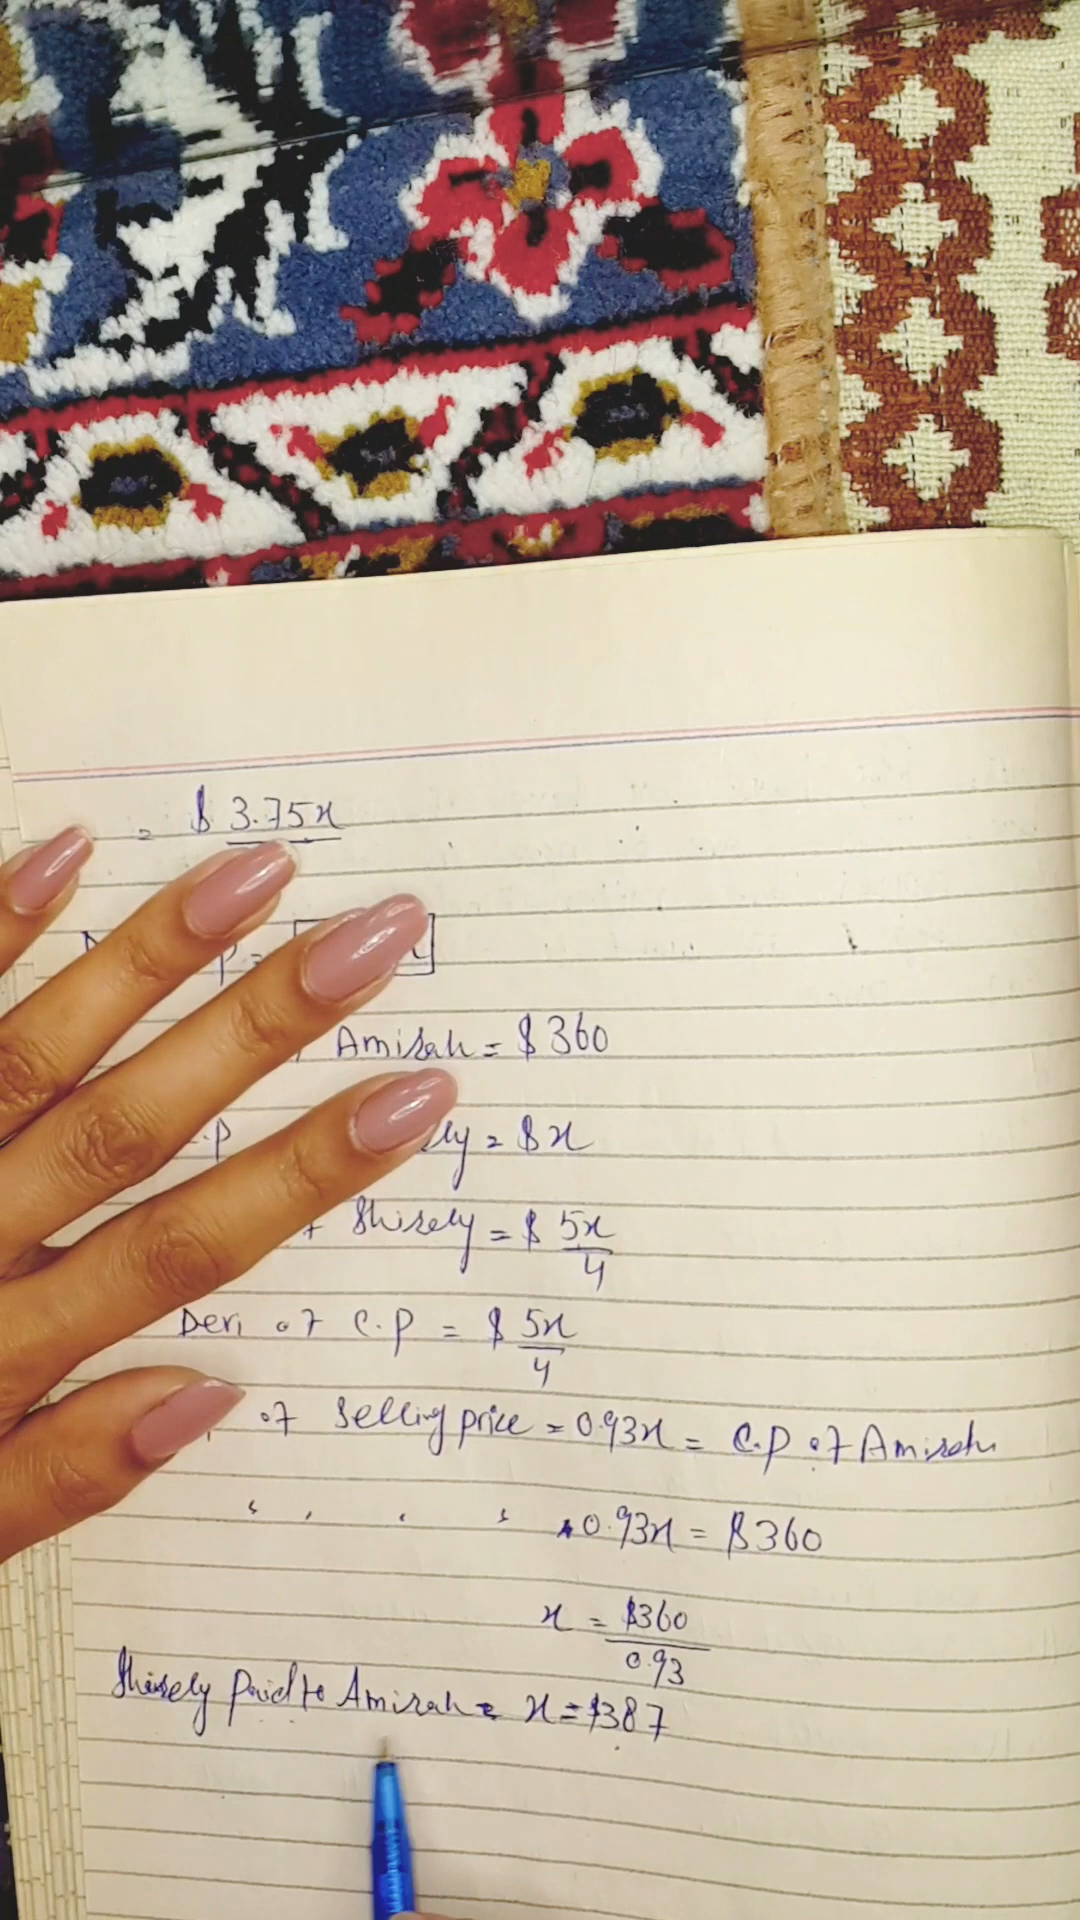 = $ 3.75x
P =
Amirah = $ 360
.P ly = $ x
Shirely = $ 5x/4
Deri of C.P = $ 5x/4
of Selling price = 0.93x = C.P of Amirah
0.93x = $360
x = $360/0.93
Shirely Paid to Amirah = x = $387